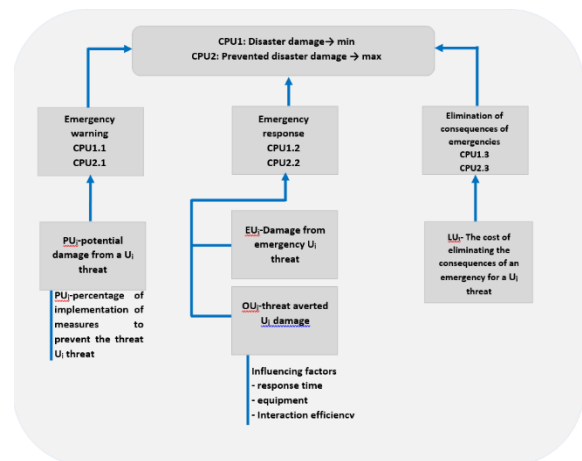 CPU1: Disaster damage→ min
CPU2: Prevented disaster damage → max
Emergency
warning
CPU1.1
CPU2.1
Emergency
response
CPU1.2
CPU2.2
Elimination of
consequences of
emergencies
CPU1.3
CPU2.3
PUi-potential
damage from a Ui
threat
PUi-percentage of
implementation of
measures to
prevent the threat
Ui threat
EUi-Damage from
emergency Ui
threat
OUi-threat averted
Ui damage
Influencing factors
- response time
- equipment
- Interaction efficiency
LUi- The cost of
eliminating the
consequences of an
emergency for a Ui
threat